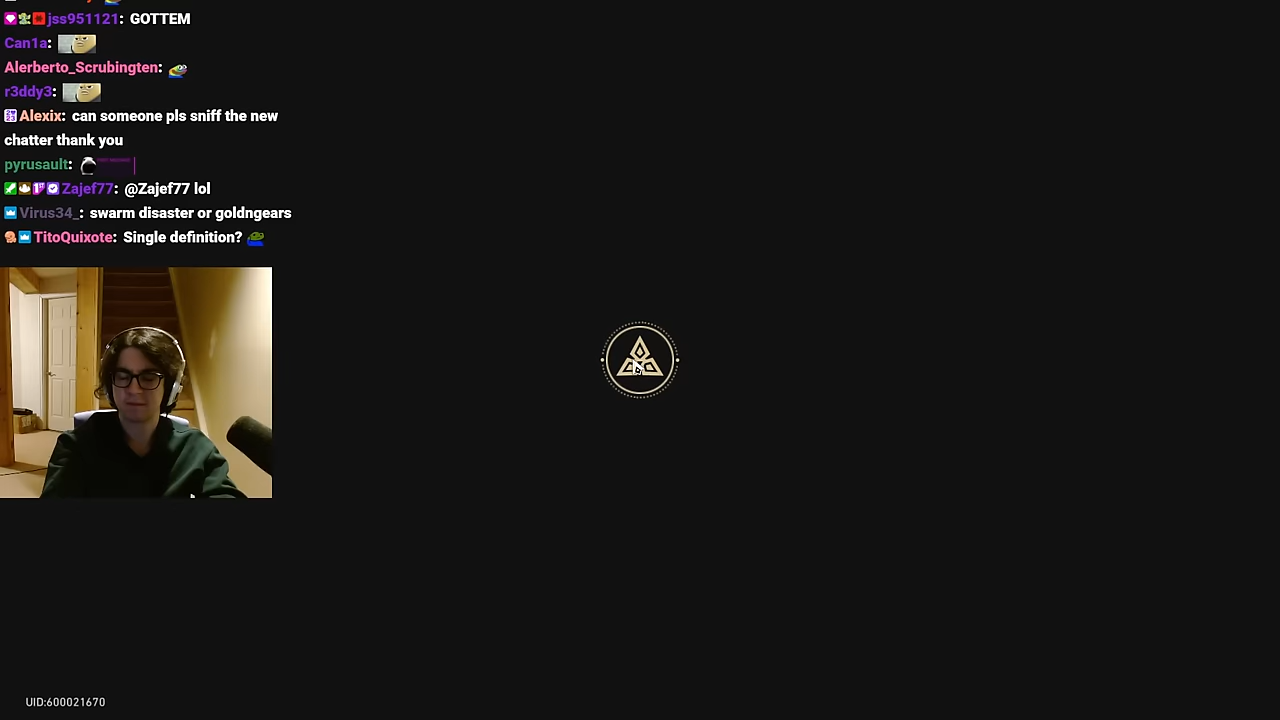 jss951121: GOTTEM
Can1a:
Alerberto_Scrubingten:
r3ddy3:
Alexix: can someone pls sniff the new
chatter thank you
pyrusault:
Zajef77: @Zajef77 lol
Virus34_: swarm disaster or goldngears
TitoQuixote: Single definition?
UID:600021670